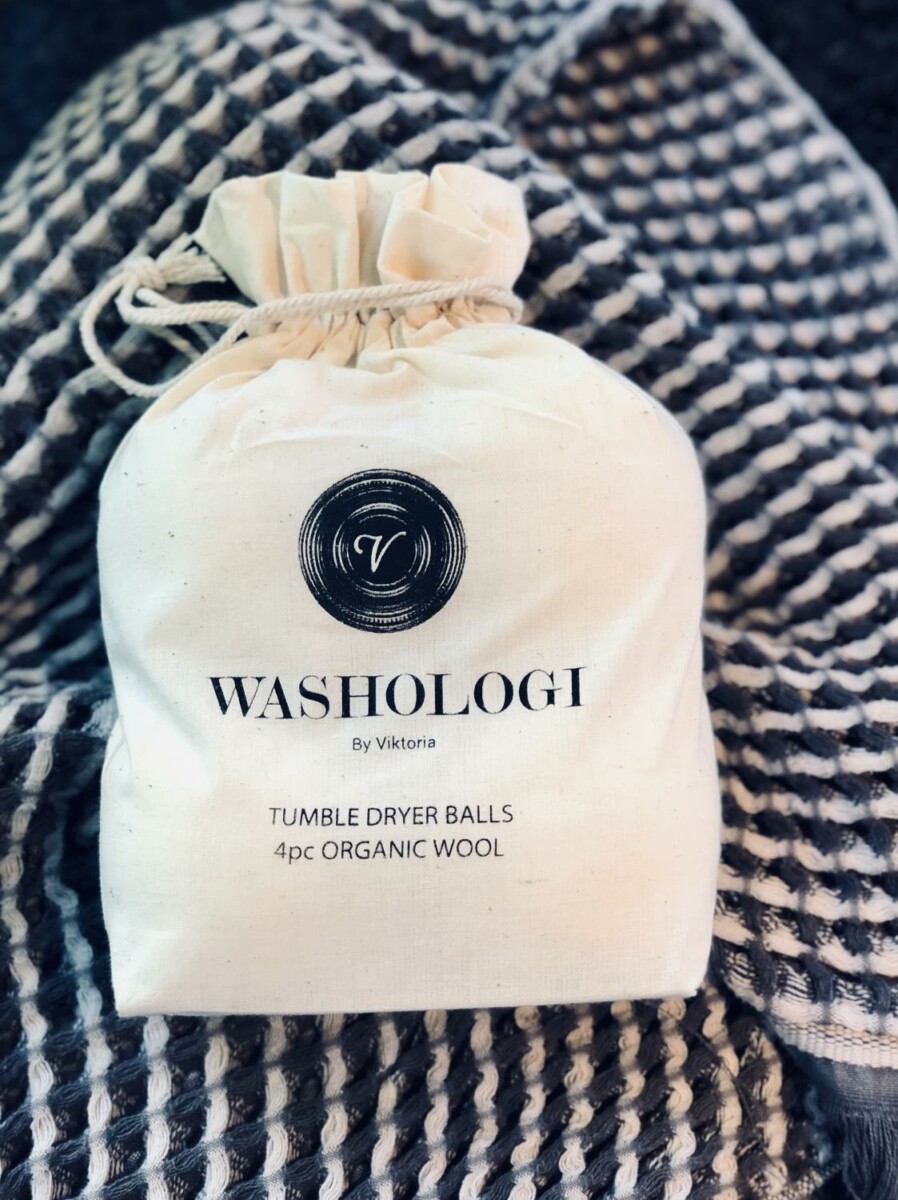 V
WASHOLOGI
By Viktoria
TUMBLE DRYER BALLS
4pc ORGANIC WOOL